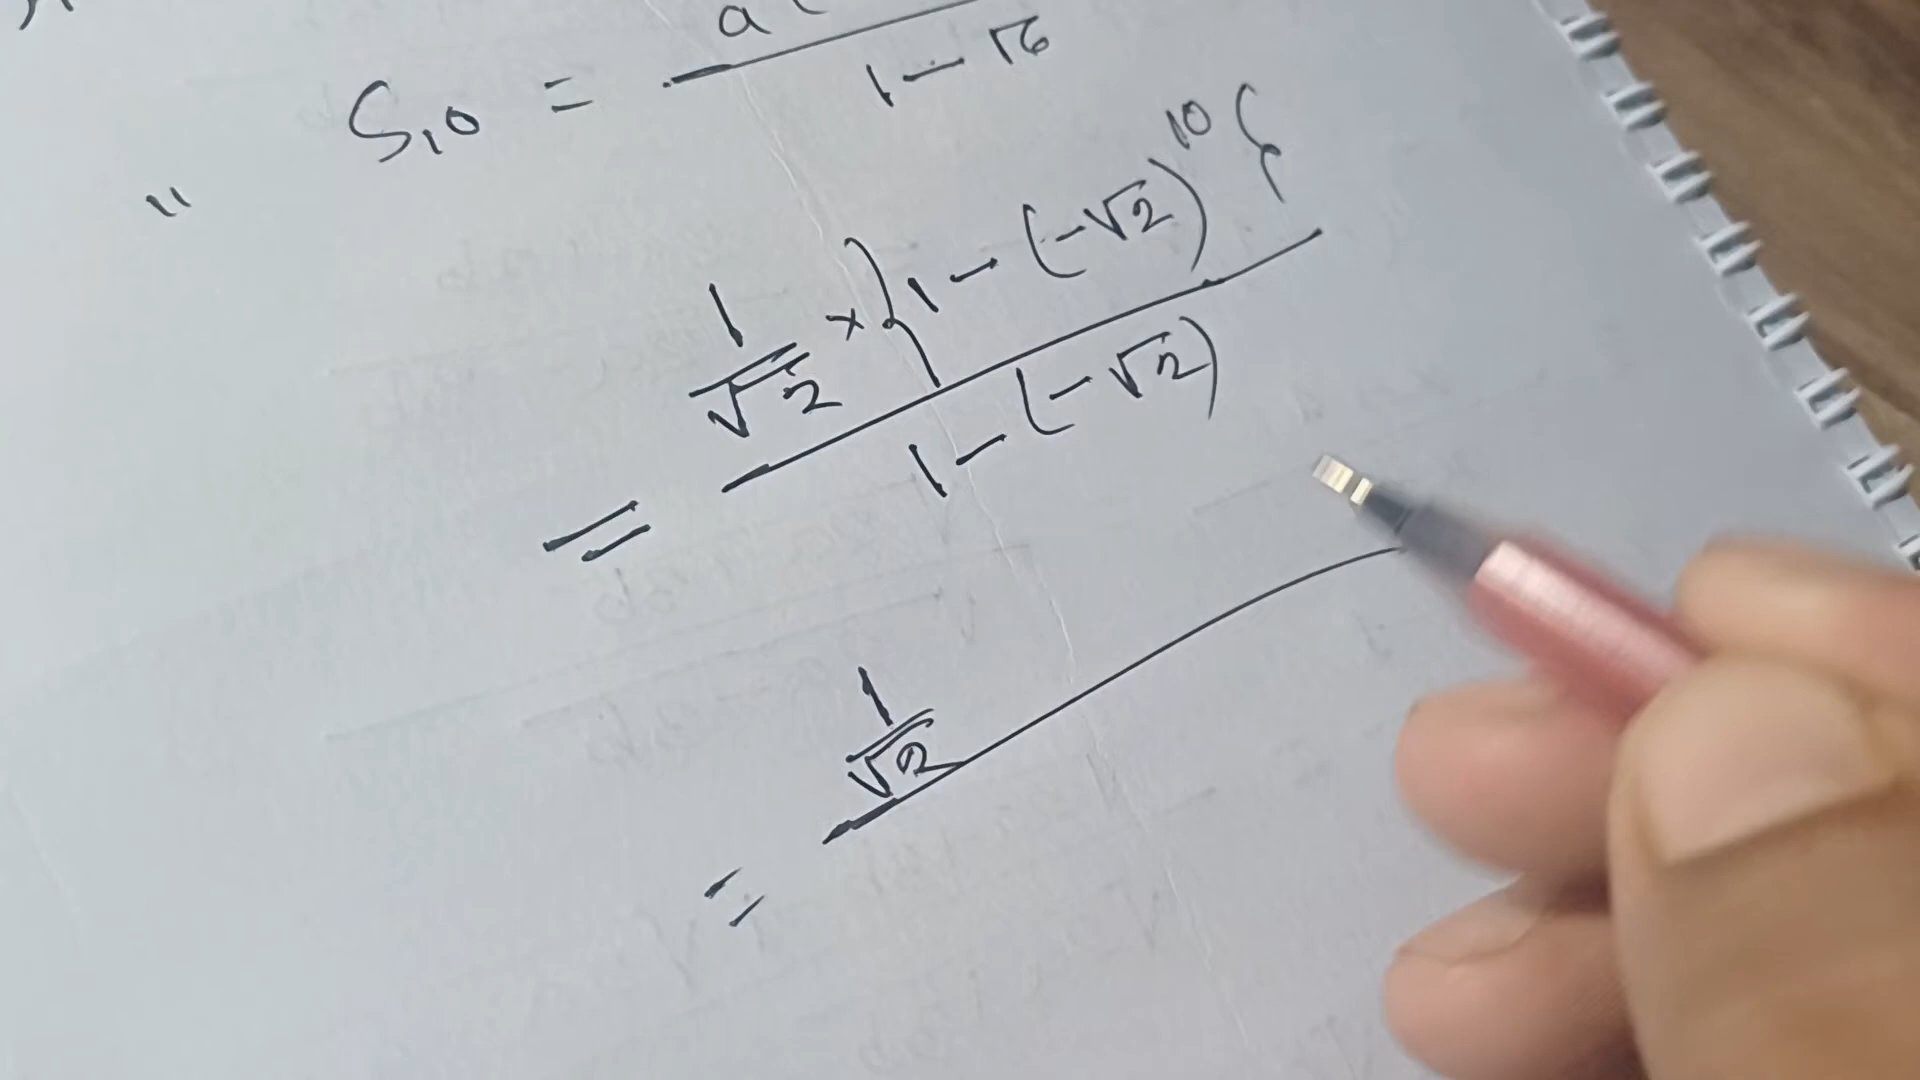 S₁₀ = a( / 1 - r
" = 1/√2 × {1 - (-√2)¹⁰} / 1 - (-√2)
= 1/√2